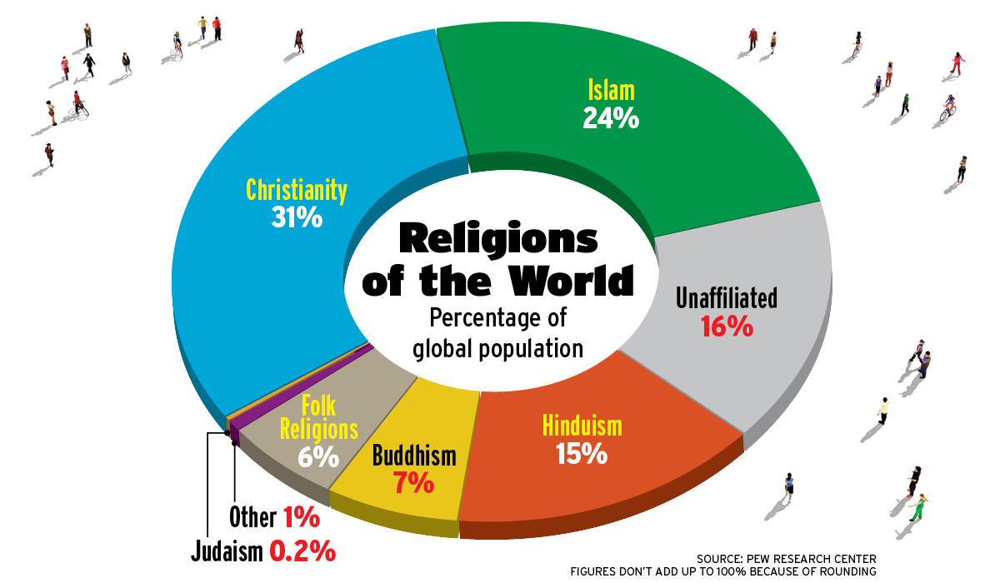 Religions
of the World
Percentage of
global population
Islam
24%
Christianity
31%
Unaffiliated
16%
Hinduism
15%
Buddhism
7%
Folk
Religions
6%
Other 1%
Judaism 0.2%
SOURCE: PEW RESEARCH CENTER
FIGURES DON'T ADD UP TO 100% BECAUSE OF ROUNDING